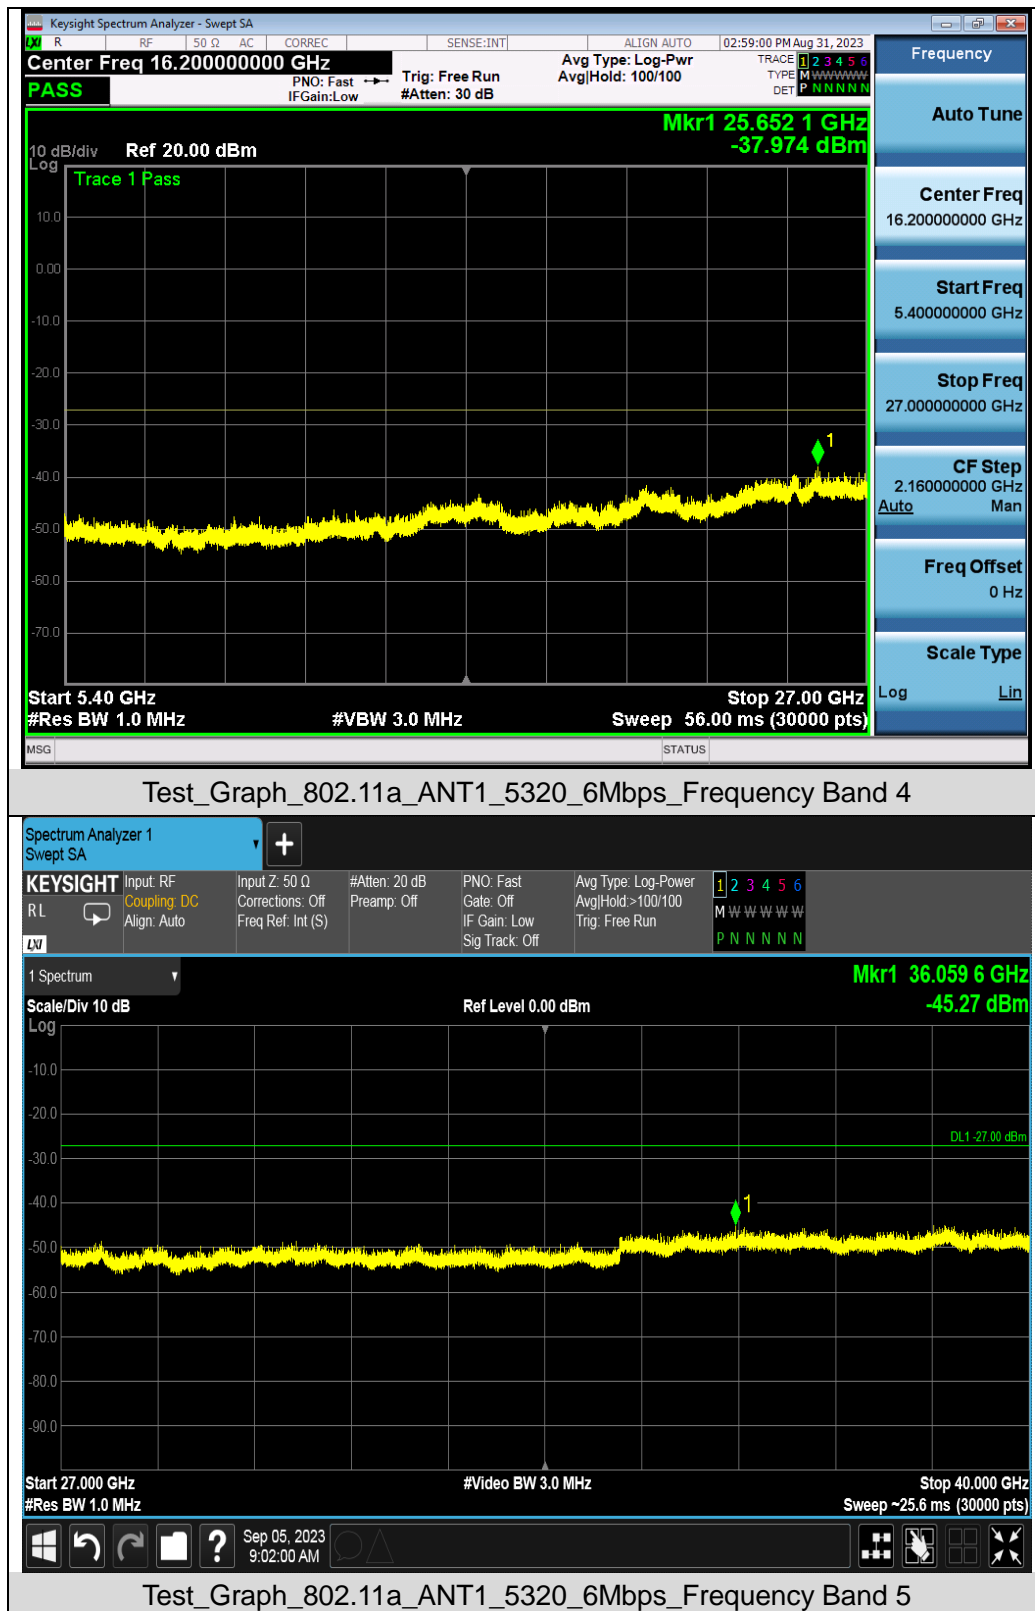 Keysight Spectrum Analyzer - Swept SA
LXI R RF 50 Ω AC CORREC SENSE:INT ALIGN AUTO 02:59:00 PM Aug 31, 2023
Center Freq 16.200000000 GHz
PASS
PNO: Fast
IFGain:Low
Trig: Free Run
#Atten: 30 dB
Avg Type: Log-Pwr
Avg|Hold: 100/100
TRACE 1 2 3 4 5 6
TYPE M W W W W W
DET P N N N N N
Mkr1 25.652 1 GHz
-37.974 dBm
10 dB/div Ref 20.00 dBm
Log
Trace 1 Pass
10.0
0.00
-10.0
-20.0
-30.0
-40.0
-50.0
-60.0
-70.0
1
Start 5.40 GHz Stop 27.00 GHz
#Res BW 1.0 MHz #VBW 3.0 MHz Sweep 56.00 ms (30000 pts)
MSG STATUS
Frequency
Auto Tune
Center Freq
16.200000000 GHz
Start Freq
5.400000000 GHz
Stop Freq
27.000000000 GHz
CF Step
2.160000000 GHz
Auto Man
Freq Offset
0 Hz
Scale Type
Log Lin
Test_Graph_802.11a_ANT1_5320_6Mbps_Frequency Band 4
Spectrum Analyzer 1
Swept SA
+
KEYSIGHT
R L
LXI
Input: RF
Coupling: DC
Align: Auto
Input Z: 50 Ω
Corrections: Off
Freq Ref: Int (S)
#Atten: 20 dB
Preamp: Off
PNO: Fast
Gate: Off
IF Gain: Low
Sig Track: Off
Avg Type: Log-Power
Avg|Hold:>100/100
Trig: Free Run
1 2 3 4 5 6
M W W W W W
P N N N N N
1 Spectrum
Mkr1 36.059 6 GHz
-45.27 dBm
Scale/Div 10 dB Ref Level 0.00 dBm
Log
-10.0
-20.0
-30.0
-40.0
-50.0
-60.0
-70.0
-80.0
-90.0
DL1 -27.00 dBm
1
Start 27.000 GHz #Video BW 3.0 MHz Stop 40.000 GHz
#Res BW 1.0 MHz Sweep ~25.6 ms (30000 pts)
?
Sep 05, 2023
9:02:00 AM
Test_Graph_802.11a_ANT1_5320_6Mbps_Frequency Band 5